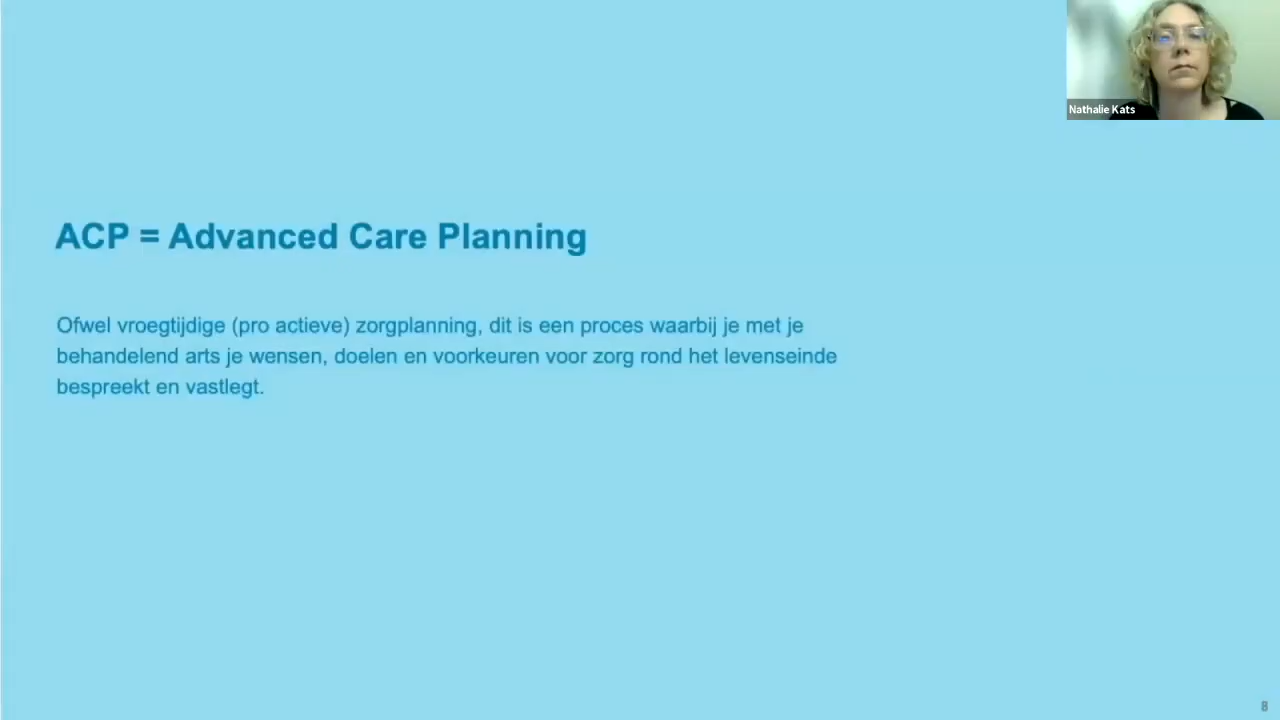 Nathalie Kats
ACP = Advanced Care Planning
Ofwel vroegtijdige (pro actieve) zorgplanning, dit is een proces waarbij je met je
behandelend arts je wensen, doelen en voorkeuren voor zorg rond het levenseinde
bespreekt en vastlegt.
8